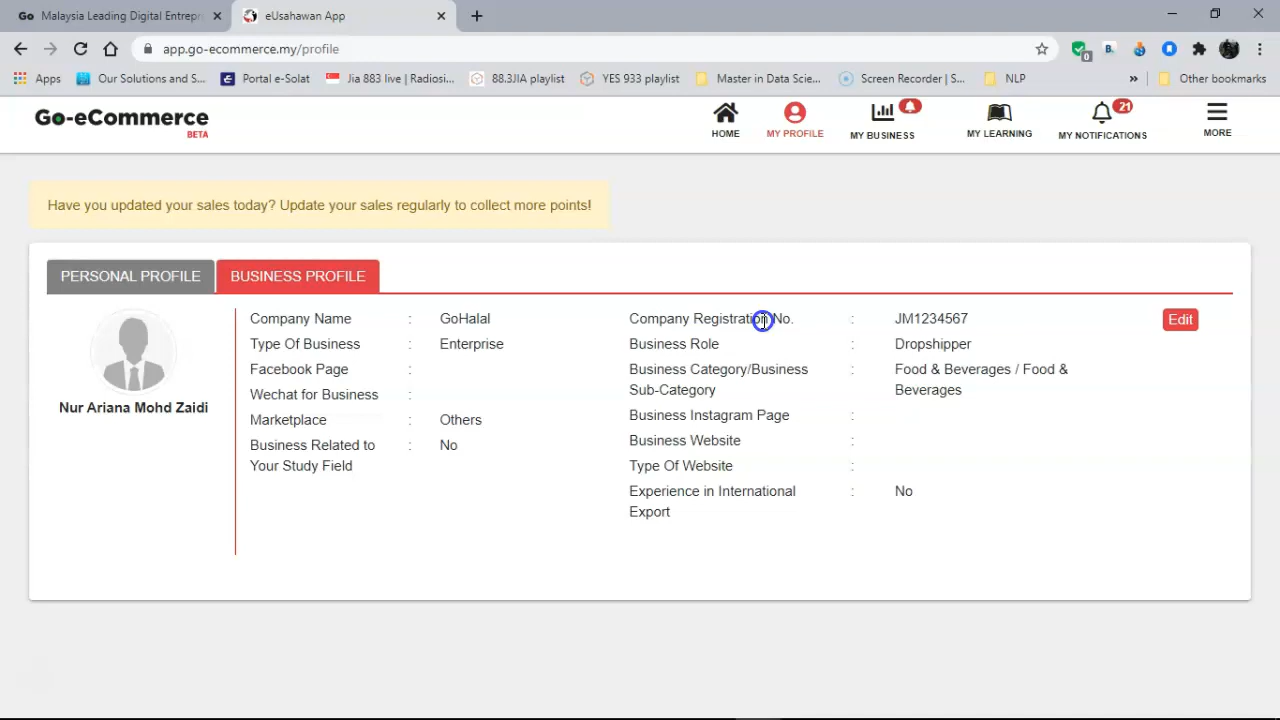 Go Malaysia Leading Digital Entrepr
eUsahawan App
app.go-ecommerce.my/profile
0
B.
Apps
Our Solutions and S...
Portal e-Solat
Jia 883 live | Radiosi...
88.3JIA playlist
YES 933 playlist
Master in Data Scie...
Screen Recorder | S...
NLP
»
Other bookmarks
Go-eCommerce
BETA
HOME
MY PROFILE
MY BUSINESS
MY LEARNING
21
MY NOTIFICATIONS
MORE
Have you updated your sales today? Update your sales regularly to collect more points!
PERSONAL PROFILE
BUSINESS PROFILE
Nur Ariana Mohd Zaidi
Company Name : GoHalal
Type Of Business : Enterprise
Facebook Page :
Wechat for Business :
Marketplace : Others
Business Related to : No
Your Study Field
Company Registration No. : JM1234567
Business Role : Dropshipper
Business Category/Business : Food & Beverages / Food &
Sub-Category Beverages
Business Instagram Page :
Business Website :
Type Of Website :
Experience in International : No
Export
Edit